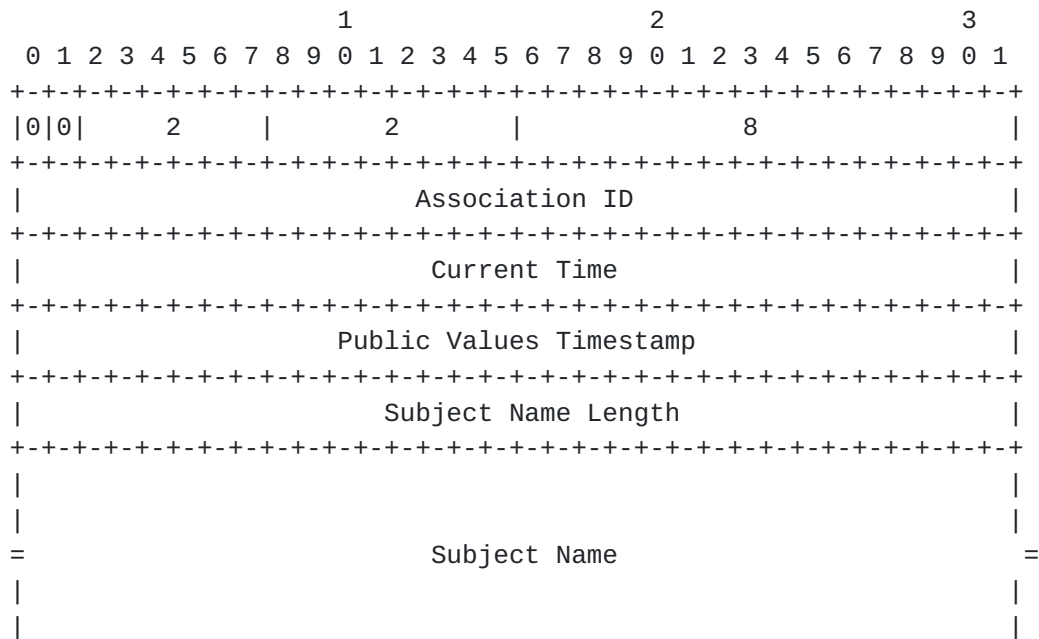 1                   2                   3
 0 1 2 3 4 5 6 7 8 9 0 1 2 3 4 5 6 7 8 9 0 1 2 3 4 5 6 7 8 9 0 1
+-+-+-+-+-+-+-+-+-+-+-+-+-+-+-+-+-+-+-+-+-+-+-+-+-+-+-+-+-+-+-+-+
|0|0|     2     |       2       |              8                |
+-+-+-+-+-+-+-+-+-+-+-+-+-+-+-+-+-+-+-+-+-+-+-+-+-+-+-+-+-+-+-+-+
|                         Association ID                        |
+-+-+-+-+-+-+-+-+-+-+-+-+-+-+-+-+-+-+-+-+-+-+-+-+-+-+-+-+-+-+-+-+
|                          Current Time                         |
+-+-+-+-+-+-+-+-+-+-+-+-+-+-+-+-+-+-+-+-+-+-+-+-+-+-+-+-+-+-+-+-+
|                    Public Values Timestamp                    |
+-+-+-+-+-+-+-+-+-+-+-+-+-+-+-+-+-+-+-+-+-+-+-+-+-+-+-+-+-+-+-+-+
|                       Subject Name Length                     |
+-+-+-+-+-+-+-+-+-+-+-+-+-+-+-+-+-+-+-+-+-+-+-+-+-+-+-+-+-+-+-+-+
|                                                               |
|                                                               |
=                          Subject Name                          =
|                                                               |
|                                                               |